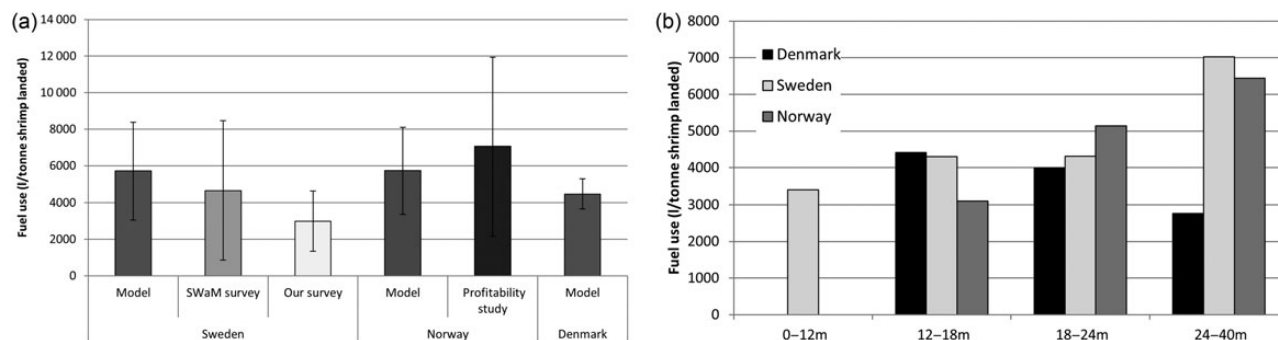 (a)
Fuel use (l/tonne shrimp landed)
14 000
12 000
10 000
8000
6000
4000
2000
0
Model
SWaM survey
Our survey
Model
Profitability
study
Model
Sweden
Norway
Denmark
(b)
Fuel use (l/tonne shrimp landed)
8000
7000
6000
5000
4000
3000
2000
1000
0
Denmark
Sweden
Norway
0–12m
12–18m
18–24m
24–40m